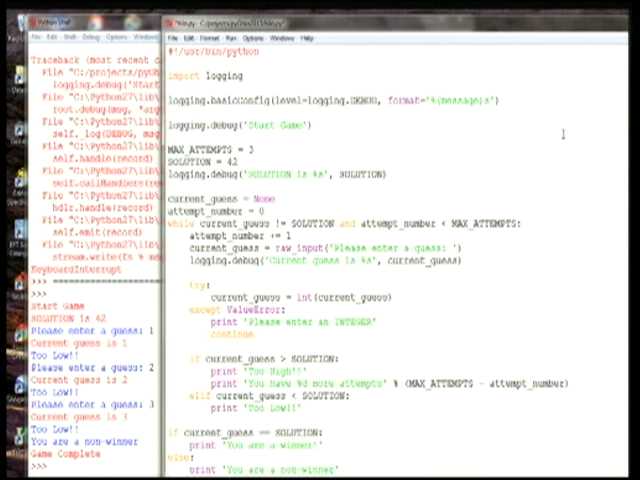 Python Shell
File Edit Shell Debug Options Windows
Traceback (most recent c
File "C:/projects/pyth
logging.debug('Start
File "C:\Python27\lib\
root.debug(msg, *arg
File "C:\Python27\lib\
self._log(DEBUG, msg
File "C:\Python27\lib\
self.handle(record)
File "C:\Python27\lib\
self.callHandlers(re
File "C:\Python27\lib\
hdlr.handle(record)
File "C:\Python27\lib\
self.emit(record)
File "C:\Python27\lib\
stream.write(fs % ms
KeyboardInterrupt
>>> ===========
>>>
Start Game
SOLUTION is 42
Please enter a guess: 1
Current guess is 1
Too Low!!
Please enter a guess: 2
Current guess is 2
Too Low!!
Please enter a guess: 3
Current guess is 3
Too Low!!
You are a non-winner
Game Complete
>>>
File Edit Format Run Options Windows Help
#!/usr/bin/python
import logging
logging.basicConfig(level=logging.DEBUG, format='%(message)s')
logging.debug('Start Game')
MAX_ATTEMPTS = 3
SOLUTION = 42
logging.debug('SOLUTION is %s', SOLUTION)
current_guess = None
attempt_number = 0
while current_guess != SOLUTION and attempt_number < MAX_ATTEMPTS:
attempt_number += 1
current_guess = raw_input('Please enter a guess: ')
logging.debug('Current guess is %s', current_guess)
try:
current_guess = int(current_guess)
except ValueError:
print 'Please enter an INTEGER'
continue
if current_guess > SOLUTION:
print 'Too High!!'
print 'You have %d more attempts' % (MAX_ATTEMPTS - attempt_number)
elif current_guess < SOLUTION:
print 'Too Low!!'
if current_guess == SOLUTION:
print 'You are a winner!'
else:
print 'You are a non-winner'